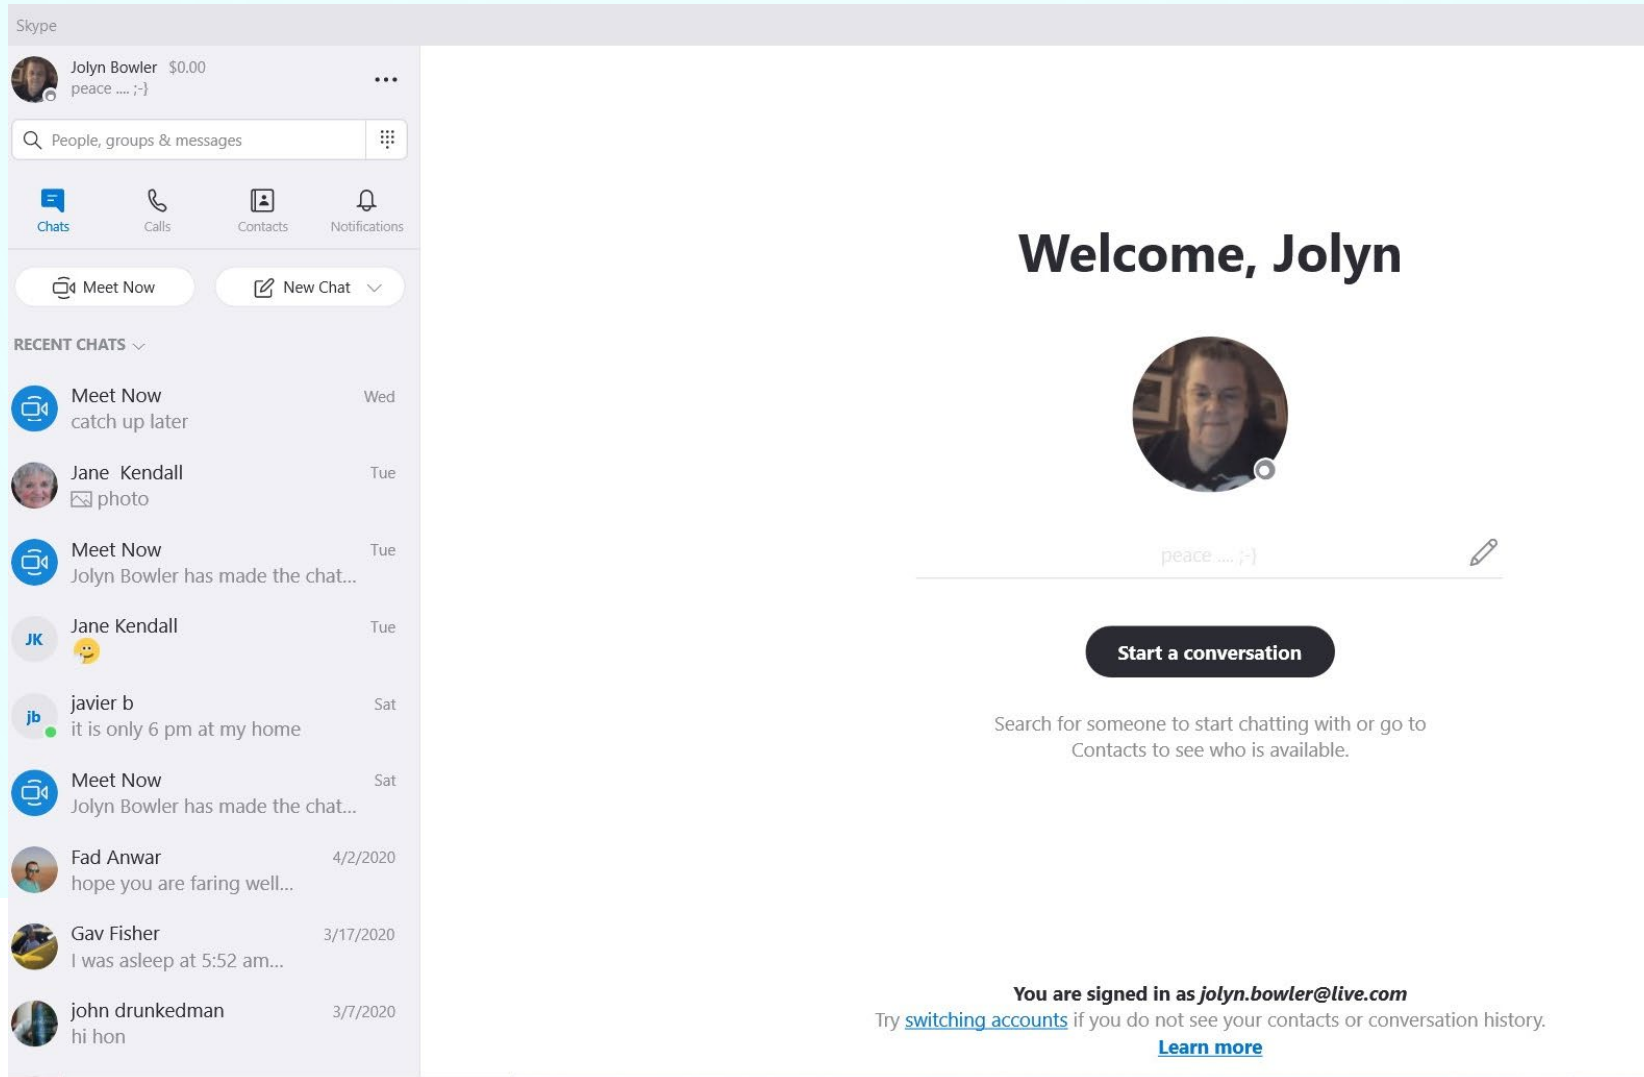 Skype
Jolyn Bowler $0.00
peace .... ;-}
People, groups & messages
Chats Calls Contacts Notifications
Meet Now New Chat
RECENT CHATS
Meet Now Wed
catch up later
Jane Kendall Tue
photo
Meet Now Tue
Jolyn Bowler has made the chat...
JK Jane Kendall Tue
jb javier b Sat
it is only 6 pm at my home
Meet Now Sat
Jolyn Bowler has made the chat...
Fad Anwar 4/2/2020
hope you are faring well...
Gav Fisher 3/17/2020
I was asleep at 5:52 am...
john drunkedman 3/7/2020
hi hon
Welcome, Jolyn
peace .... ;-}
Start a conversation
Search for someone to start chatting with or go to
Contacts to see who is available.
You are signed in as jolyn.bowler@live.com
Try switching accounts if you do not see your contacts or conversation history.
Learn more